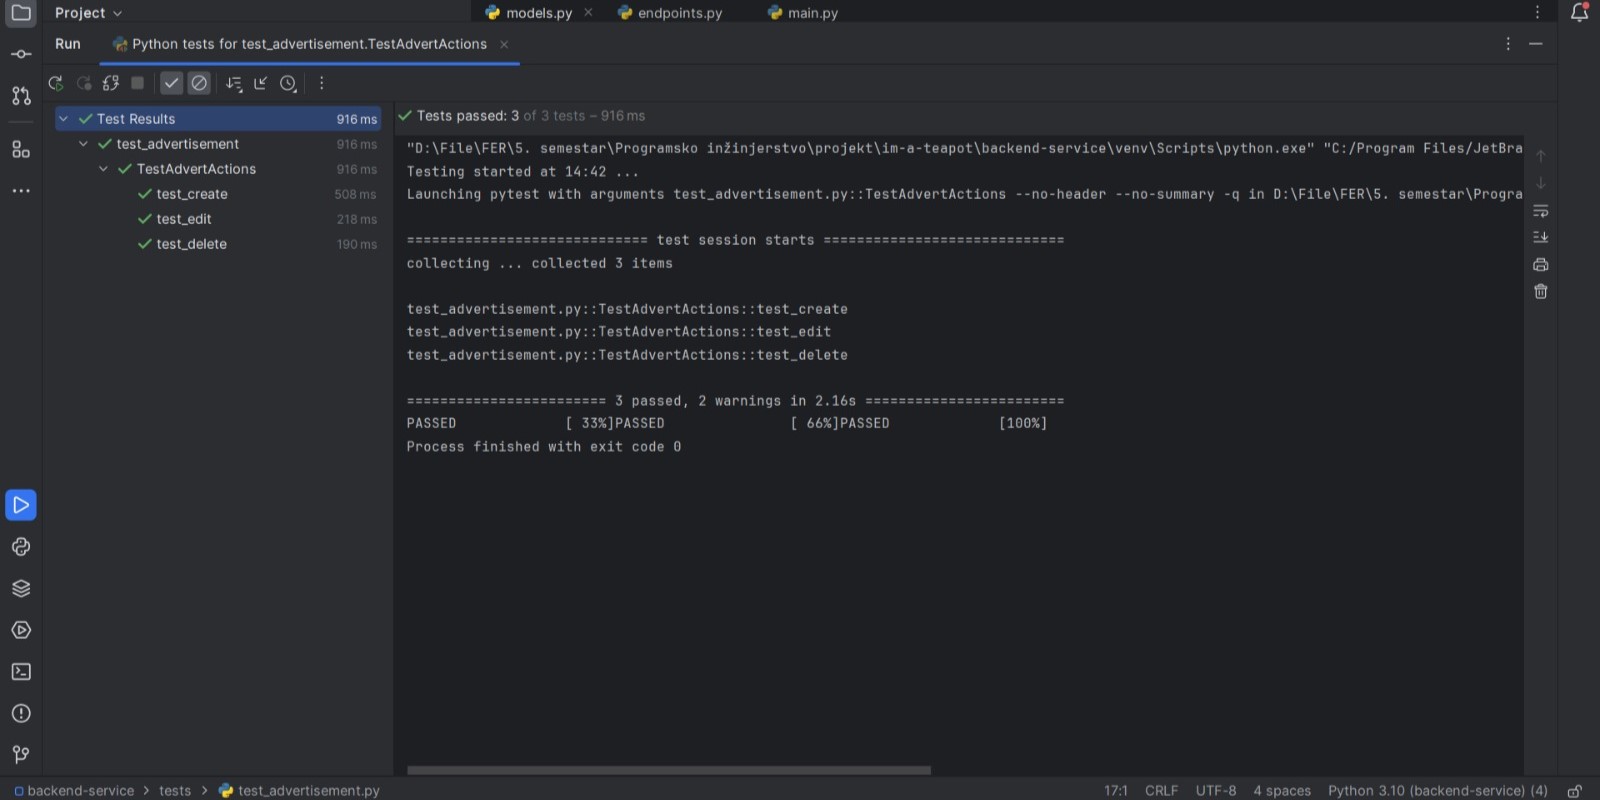 Project
models.py
endpoints.py
main.py
Run
Python tests for test_advertisement.TestAdvertActions
Test Results 916 ms
test_advertisement 916 ms
TestAdvertActions 916 ms
test_create 508 ms
test_edit 218 ms
test_delete 190 ms
Tests passed: 3 of 3 tests – 916 ms
"D:\File\FER\5. semestar\Programsko inžinjerstvo\projekt\im-a-teapot\backend-service\venv\Scripts\python.exe" "C:/Program Files/JetBra
Testing started at 14:42 ...
Launching pytest with arguments test_advertisement.py::TestAdvertActions --no-header --no-summary -q in D:\File\FER\5. semestar\Progra
============================= test session starts =============================
collecting ... collected 3 items
test_advertisement.py::TestAdvertActions::test_create
test_advertisement.py::TestAdvertActions::test_edit
test_advertisement.py::TestAdvertActions::test_delete
======================== 3 passed, 2 warnings in 2.16s ========================
PASSED [ 33%]PASSED [ 66%]PASSED [100%]
Process finished with exit code 0
backend-service > tests > test_advertisement.py
17:1 CRLF UTF-8 4 spaces Python 3.10 (backend-service) (4)